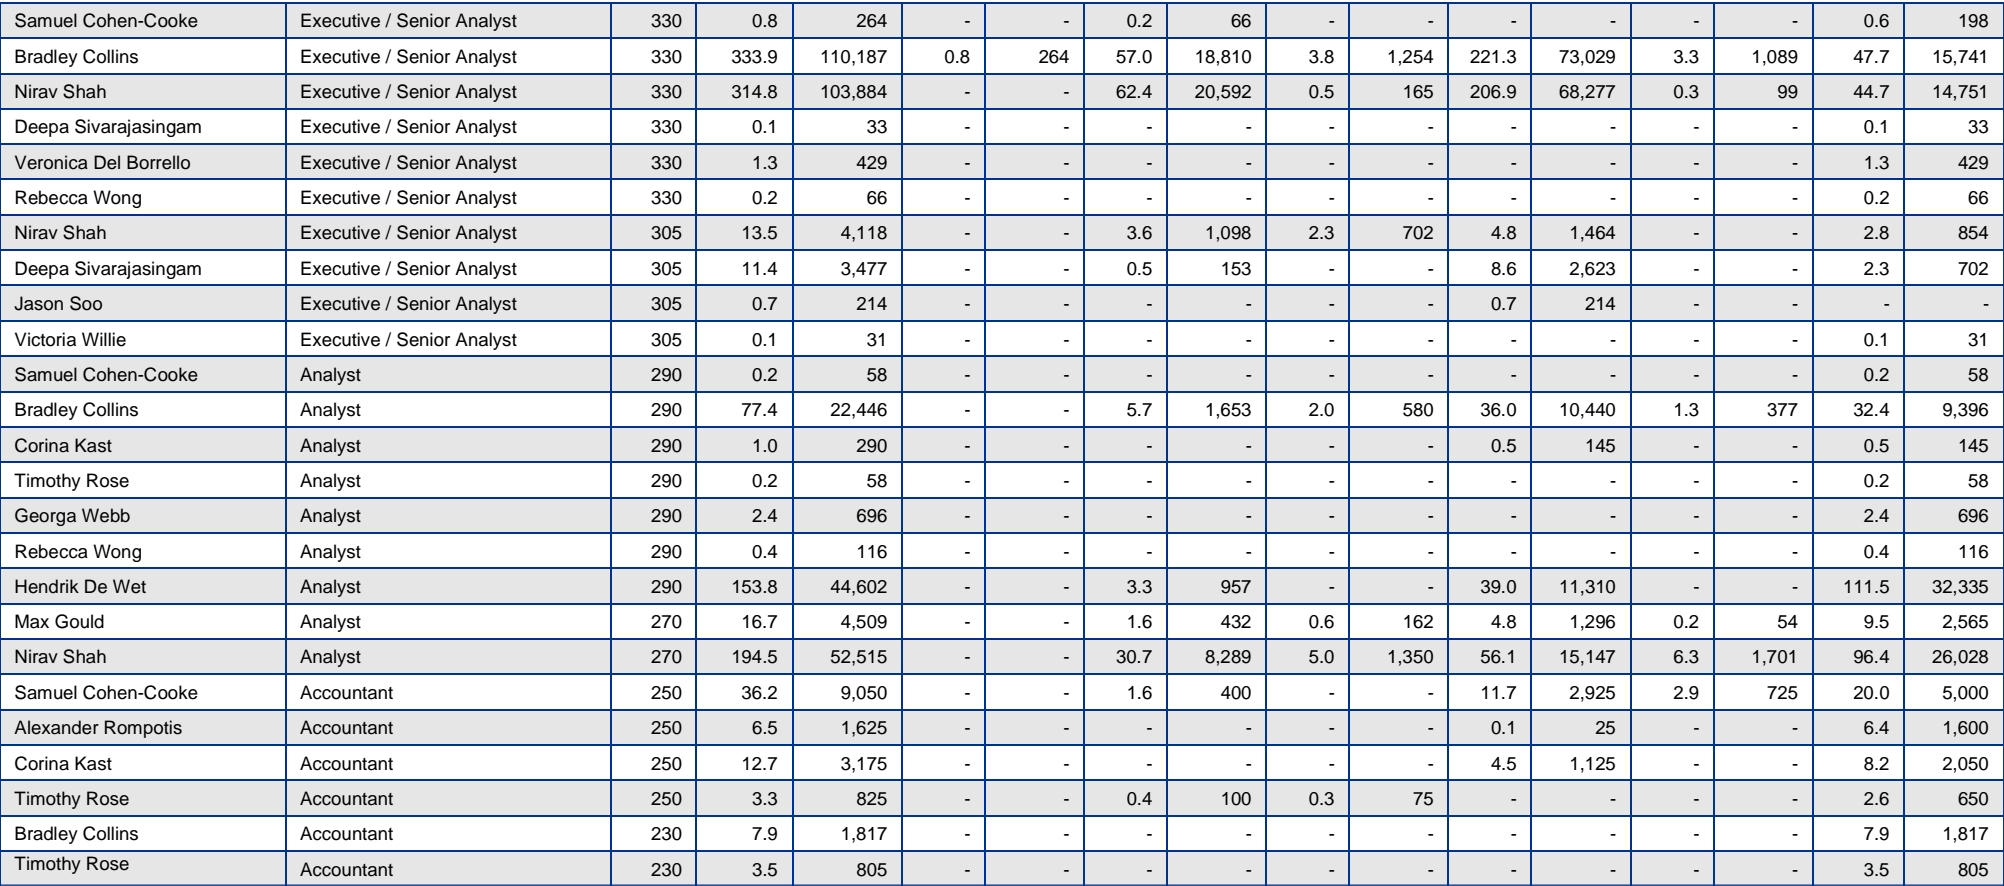 Samuel Cohen-Cooke Executive / Senior Analyst 330 0.8 264 - - 0.2 66 - - - - - - 0.6 198
Bradley Collins Executive / Senior Analyst 330 333.9 110,187 0.8 264 57.0 18,810 3.8 1,254 221.3 73,029 3.3 1,089 47.7 15,741
Nirav Shah Executive / Senior Analyst 330 314.8 103,884 - - 62.4 20,592 0.5 165 206.9 68,277 0.3 99 44.7 14,751
Deepa Sivarajasingam Executive / Senior Analyst 330 0.1 33 - - - - - - - - - - 0.1 33
Veronica Del Borrello Executive / Senior Analyst 330 1.3 429 - - - - - - - - - - 1.3 429
Rebecca Wong Executive / Senior Analyst 330 0.2 66 - - - - - - - - - - 0.2 66
Nirav Shah Executive / Senior Analyst 305 13.5 4,118 - - 3.6 1,098 2.3 702 4.8 1,464 - - 2.8 854
Deepa Sivarajasingam Executive / Senior Analyst 305 11.4 3,477 - - 0.5 153 - - 8.6 2,623 - - 2.3 702
Jason Soo Executive / Senior Analyst 305 0.7 214 - - - - - - 0.7 214 - - - -
Victoria Willie Executive / Senior Analyst 305 0.1 31 - - - - - - - - - - 0.1 31
Samuel Cohen-Cooke Analyst 290 0.2 58 - - - - - - - - - - 0.2 58
Bradley Collins Analyst 290 77.4 22,446 - - 5.7 1,653 2.0 580 36.0 10,440 1.3 377 32.4 9,396
Corina Kast Analyst 290 1.0 290 - - - - - - 0.5 145 - - 0.5 145
Timothy Rose Analyst 290 0.2 58 - - - - - - - - - - 0.2 58
Georga Webb Analyst 290 2.4 696 - - - - - - - - - - 2.4 696
Rebecca Wong Analyst 290 0.4 116 - - - - - - - - - - 0.4 116
Hendrik De Wet Analyst 290 153.8 44,602 - - 3.3 957 - - 39.0 11,310 - - 111.5 32,335
Max Gould Analyst 270 16.7 4,509 - - 1.6 432 0.6 162 4.8 1,296 0.2 54 9.5 2,565
Nirav Shah Analyst 270 194.5 52,515 - - 30.7 8,289 5.0 1,350 56.1 15,147 6.3 1,701 96.4 26,028
Samuel Cohen-Cooke Accountant 250 36.2 9,050 - - 1.6 400 - - 11.7 2,925 2.9 725 20.0 5,000
Alexander Rompotis Accountant 250 6.5 1,625 - - - - - - 0.1 25 - - 6.4 1,600
Corina Kast Accountant 250 12.7 3,175 - - - - - - 4.5 1,125 - - 8.2 2,050
Timothy Rose Accountant 250 3.3 825 - - 0.4 100 0.3 75 - - - - 2.6 650
Bradley Collins Accountant 230 7.9 1,817 - - - - - - - - - - 7.9 1,817
Timothy Rose Accountant 230 3.5 805 - - - - - - - - - - 3.5 805